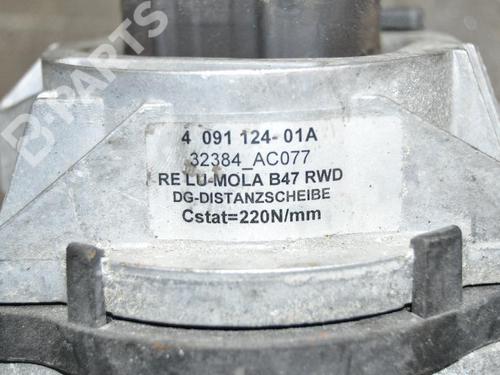 B-PARTS
4 091 124-01A
32384_AC077
RE LU-MOLA B47 RWD
DG-DISTANZSCHEIBE
Cstat=220N/mm